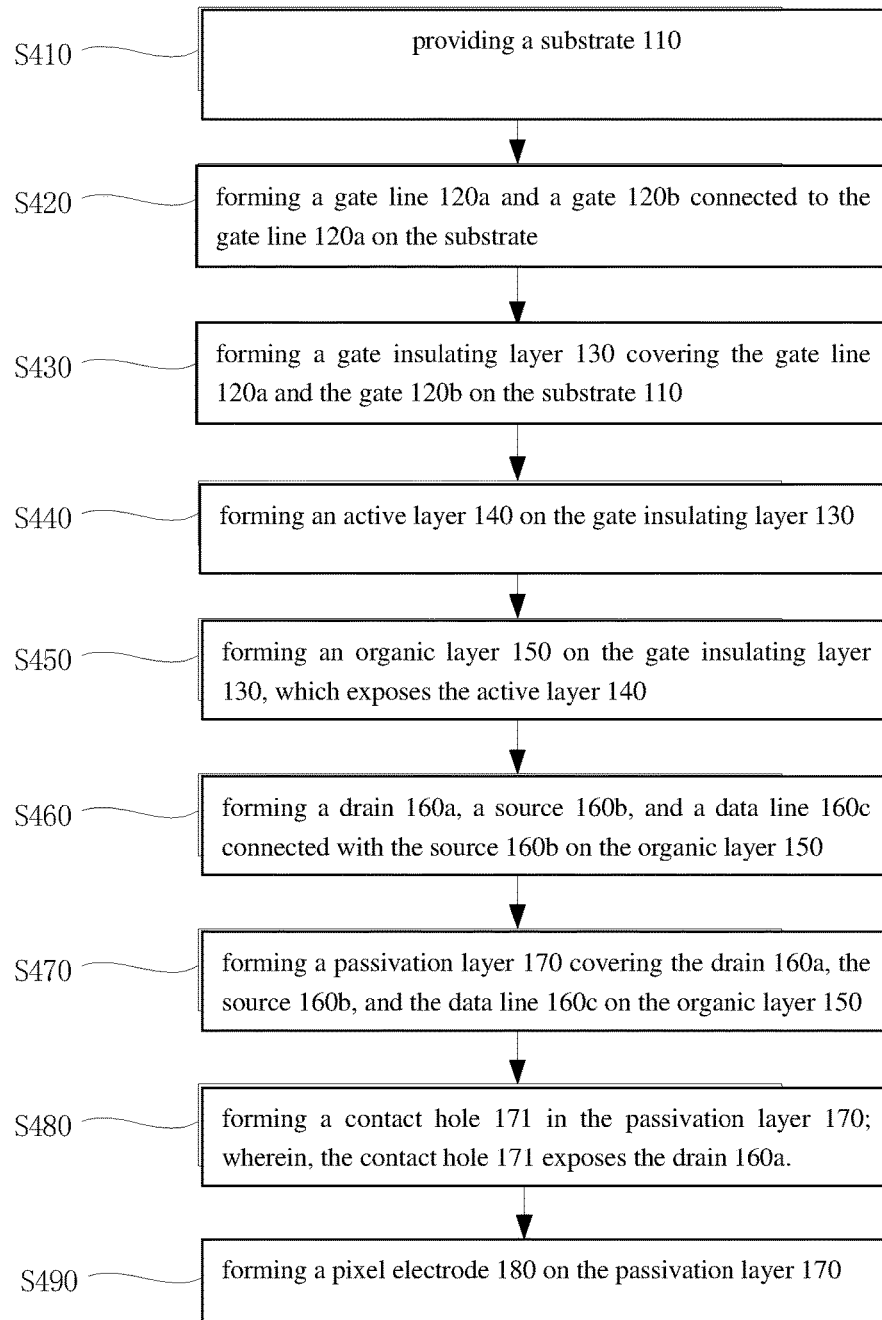 S410
providing a substrate 110
S420
forming a gate line 120a and a gate 120b connected to the
gate line 120a on the substrate
S430
forming a gate insulating layer 130 covering the gate line
120a and the gate 120b on the substrate 110
S440
forming an active layer 140 on the gate insulating layer 130
S450
forming an organic layer 150 on the gate insulating layer
130, which exposes the active layer 140
S460
forming a drain 160a, a source 160b, and a data line 160c
connected with the source 160b on the organic layer 150
S470
forming a passivation layer 170 covering the drain 160a, the
source 160b, and the data line 160c on the organic layer 150
S480
forming a contact hole 171 in the passivation layer 170;
wherein, the contact hole 171 exposes the drain 160a.
S490
forming a pixel electrode 180 on the passivation layer 170